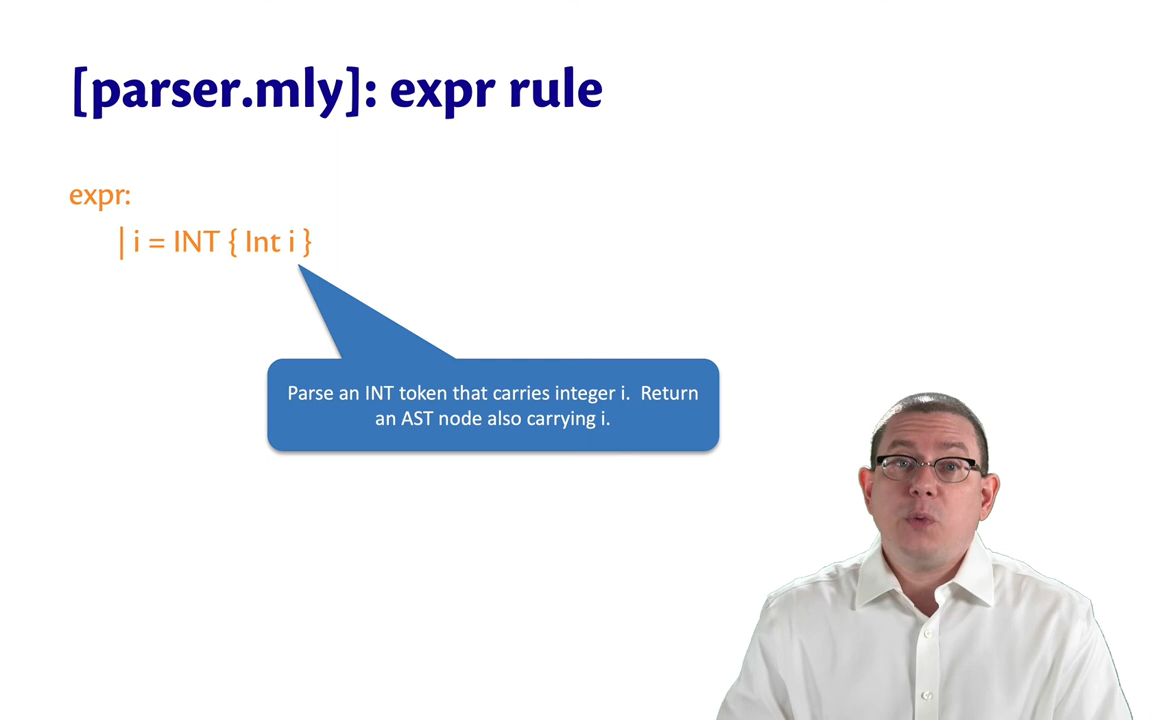 [parser.mly]: expr rule
expr:
| i = INT { Int i }
Parse an INT token that carries integer i.  Return
an AST node also carrying i.